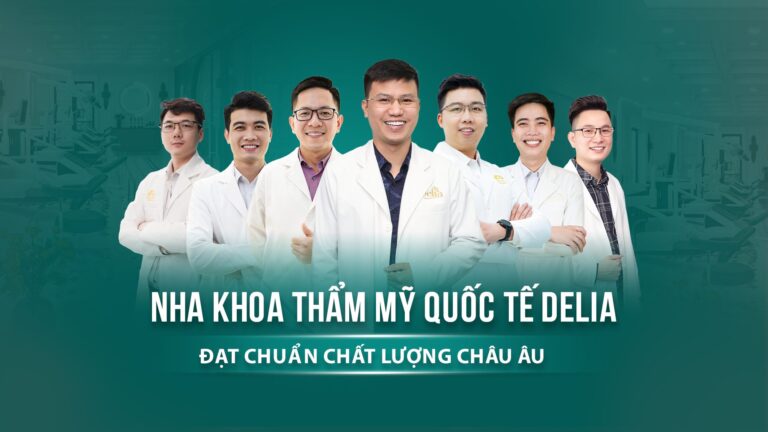 NHA KHOA THẨM MỸ QUỐC TẾ DELIA
ĐẠT CHUẨN CHẤT LƯỢNG CHÂU ÂU